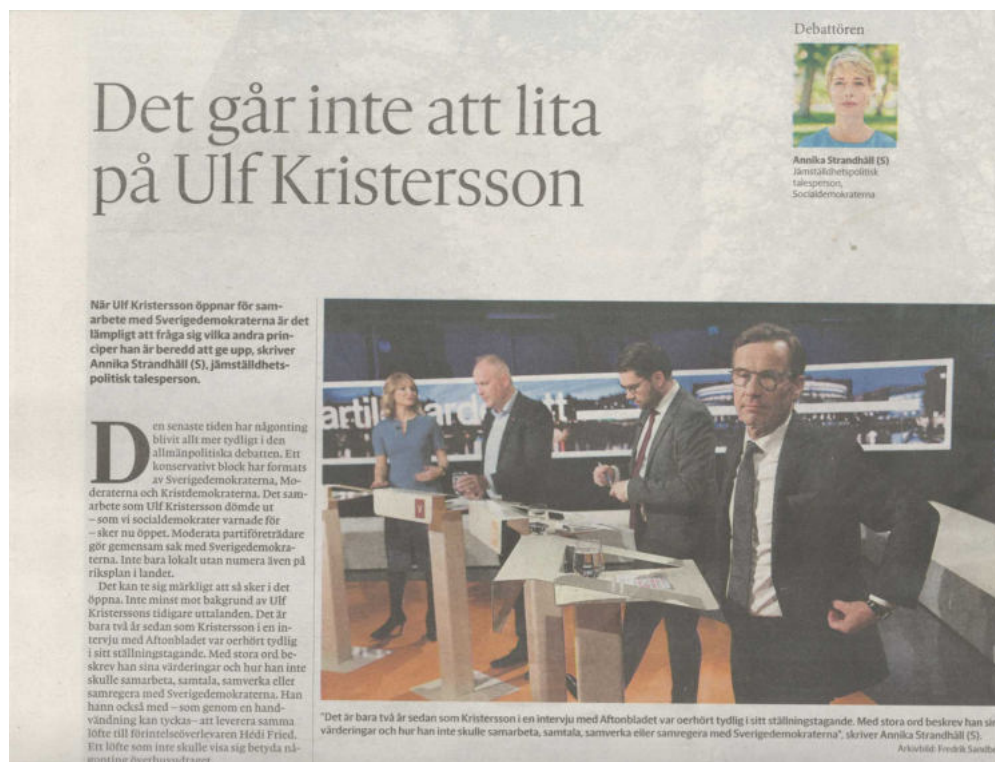 Debattören
Det går inte att lita
på Ulf Kristersson
Annika Strandhäll (S)
Jämställdhetspolitisk
talesperson,
Socialdemokraterna
När Ulf Kristersson öppnar för sam-
arbete med Sverigedemokraterna är det
lämpligt att fråga sig vilka andra prin-
ciper han är beredd att ge upp, skriver
Annika Strandhäll (S), jämställdhets-
politisk talesperson.
Den senaste tiden har någonting
blivit allt mer tydligt i den
allmänpolitiska debatten. Ett
konservativt block har formats
av Sverigedemokraterna, Mo-
deraterna och Kristdemokraterna. Det sam-
arbete som Ulf Kristersson dömde ut
– som vi socialdemokrater varnade för
– sker nu öppet. Moderata partiföreträdare
gör gemensam sak med Sverigedemokra-
terna. Inte bara lokalt utan numera även på
riksplan i landet.
Det kan te sig märkligt att så sker i det
öppna. Inte minst mot bakgrund av Ulf
Kristerssons tidigare uttalanden. Det är
bara två år sedan som Kristersson i en in-
tervju med Aftonbladet var oerhört tydlig
i sitt ställningstagande. Med stora ord be-
skrev han sina värderingar och hur han inte
skulle samarbeta, samtala, samverka eller
samregera med Sverigedemokraterna. Han
hann också med – som genom en hand-
vändning kan tyckas – att leverera samma
löfte till förintelseöverlevaren Hédi Fried.
Ett löfte som inte skulle visa sig betyda nå-
gonting överhuvudtaget.
artil ard tt
"Det är bara två år sedan som Kristersson i en intervju med Aftonbladet var oerhört tydlig i sitt ställningstagande. Med stora ord beskrev han sin
värderingar och hur han inte skulle samarbeta, samtala, samverka eller samregera med Sverigedemokraterna", skriver Annika Strandhäll (S).
Arkivbild: Fredrik Sandbe